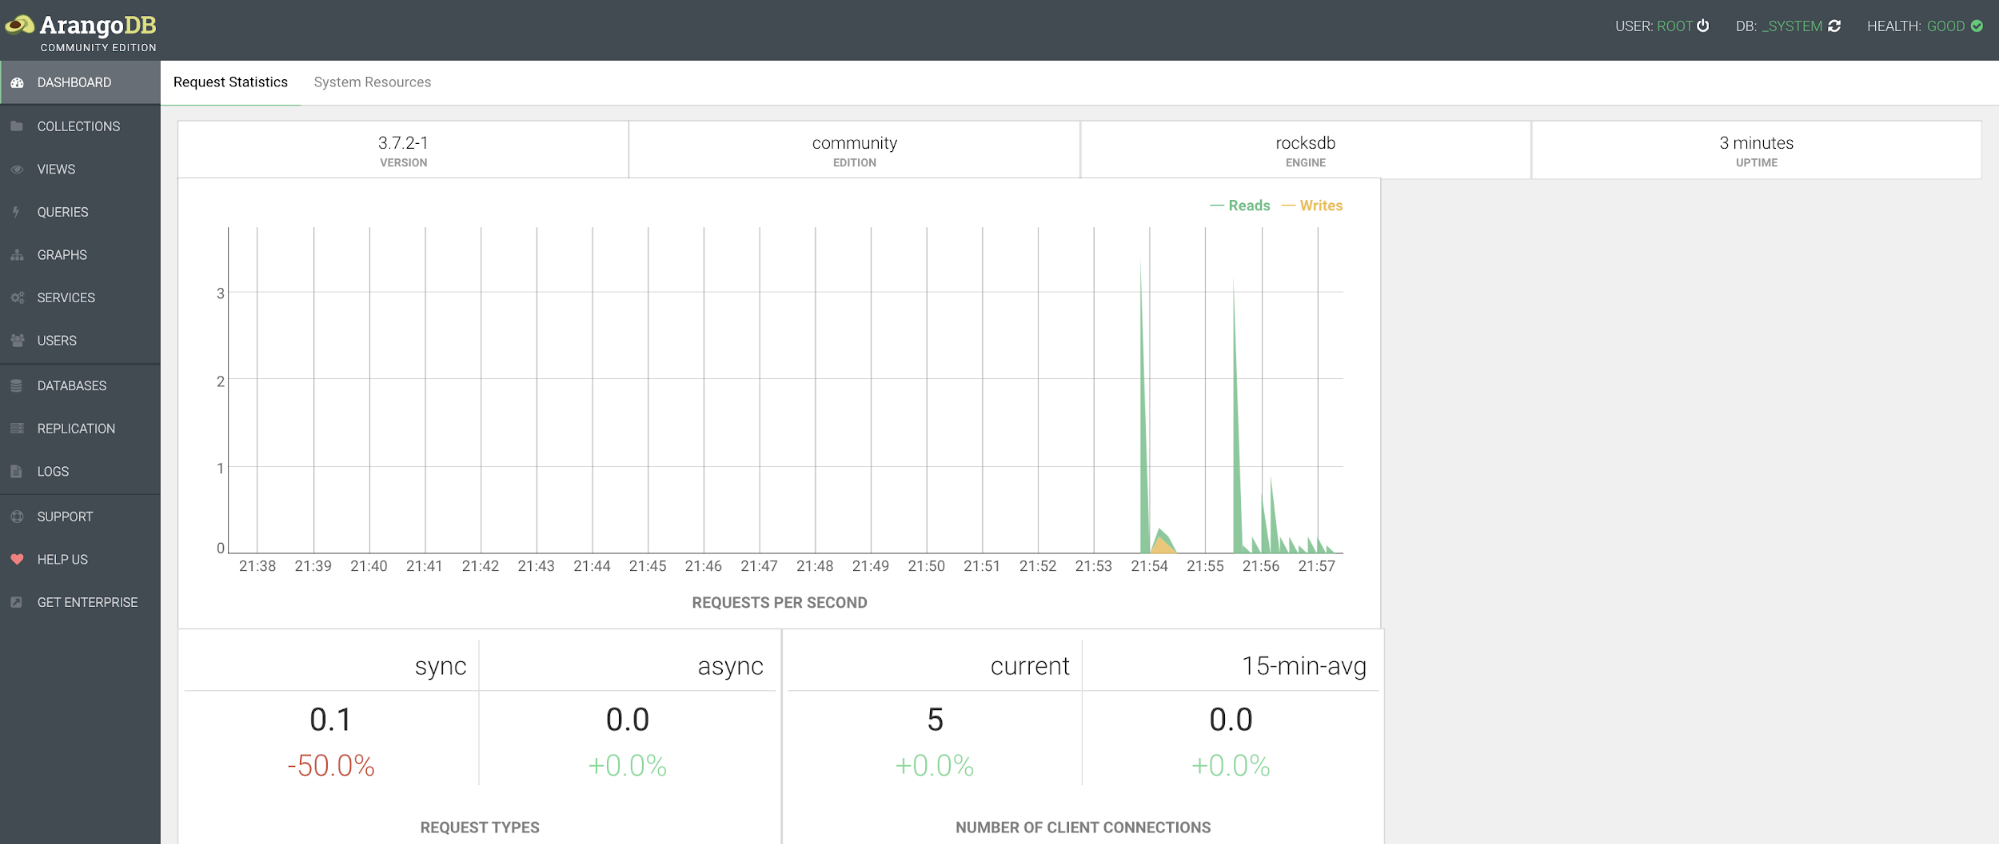 ArangoDB
COMMUNITY EDITION
USER: ROOT DB: _SYSTEM HEALTH: GOOD
DASHBOARD
COLLECTIONS
VIEWS
QUERIES
GRAPHS
SERVICES
USERS
DATABASES
REPLICATION
LOGS
SUPPORT
HELP US
GET ENTERPRISE
Request Statistics System Resources
3.7.2-1 community rocksdb 3 minutes
VERSION EDITION ENGINE UPTIME
Reads Writes
3
2
1
0
21:38 21:39 21:40 21:41 21:42 21:43 21:44 21:45 21:46 21:47 21:48 21:49 21:50 21:51 21:52 21:53 21:54 21:55 21:56 21:57
REQUESTS PER SECOND
sync async current 15-min-avg
0.1 0.0 5 0.0
-50.0% +0.0% +0.0% +0.0%
REQUEST TYPES NUMBER OF CLIENT CONNECTIONS